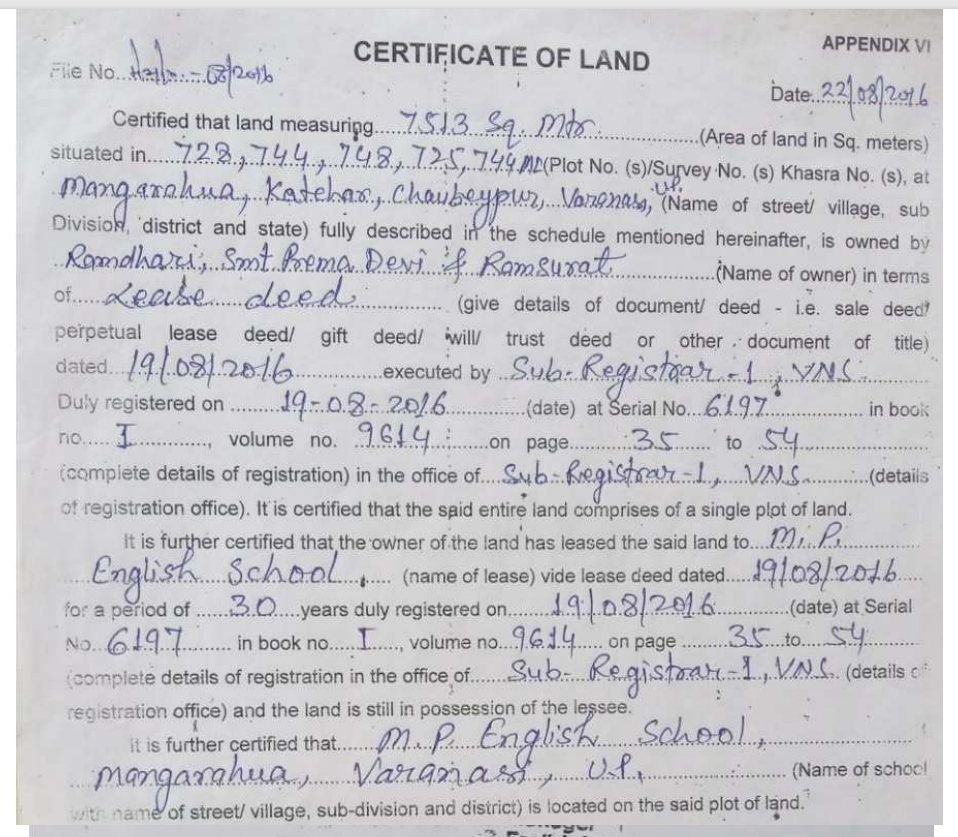 APPENDIX VI
CERTIFICATE OF LAND
File No.....-08/2016
Date..22/08/2016
Certified that land measuring....7513 Sq. Mtr...............(Area of land in Sq. meters)
situated in.....728, 744, 748, 725, 744 (Plot No. (s)/Survey No. (s) Khasra No. (s), at
Mangarahua, Katehar, Chaubeypur, Varanasi, U.P. (Name of street/ village, sub
Division, district and state) fully described in the schedule mentioned hereinafter, is owned by
Ramdhari, Smt Prema Devi & Ramsurat ..............(Name of owner) in terms
of......Lease deed.................. (give details of document/ deed - i.e. sale deed/
perpetual lease deed/ gift deed/ will/ trust deed or other document of title)
dated...19/08/2016....................executed by ..Sub-Registrar-1, VNS.............
Duly registered on .........19-08-2016...............(date) at Serial No...6197................ in book
no......I.............., volume no. ..9614........on page...........35...... to ...54.................
(complete details of registration) in the office of....Sub-Registrar-1, VNS.............(details
of registration office). It is certified that the said entire land comprises of a single plot of land.
It is further certified that the owner of the land has leased the said land to....M. P...............
English School, .... (name of lease) vide lease deed dated.....19/08/2016.....
for a period of ......30....years duly registered on........19/08/2016..............(date) at Serial
No...6197.......... in book no....I....., volume no..9614..... on page .........35...to....54..........
(complete details of registration in the office of.......Sub-Registrar-1, VNS. (details of
registration office) and the land is still in possession of the lessee.
it is further certified that.......M. P. English School,............................
Mangarahua, Varanasi, U.P.,......................... (Name of school
with name of street/ village, sub-division and district) is located on the said plot of land.